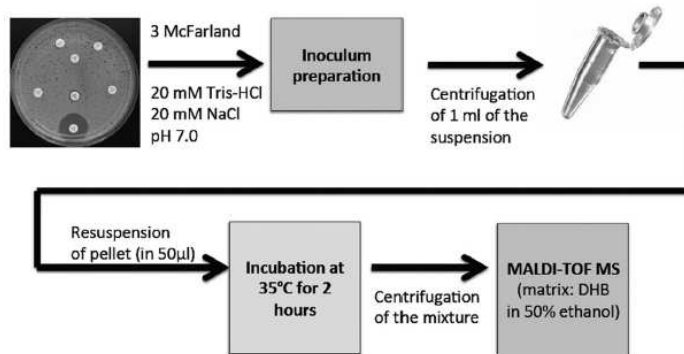 3 McFarland
20 mM Tris-HCl
20 mM NaCl
pH 7.0
Inoculum
preparation
Centrifugation
of 1 ml of the
suspension
Resuspension
of pellet (in 50µl)
Incubation at
35°C for 2
hours
Centrifugation
of the mixture
MALDI-TOF MS
(matrix: DHB
in 50% ethanol)